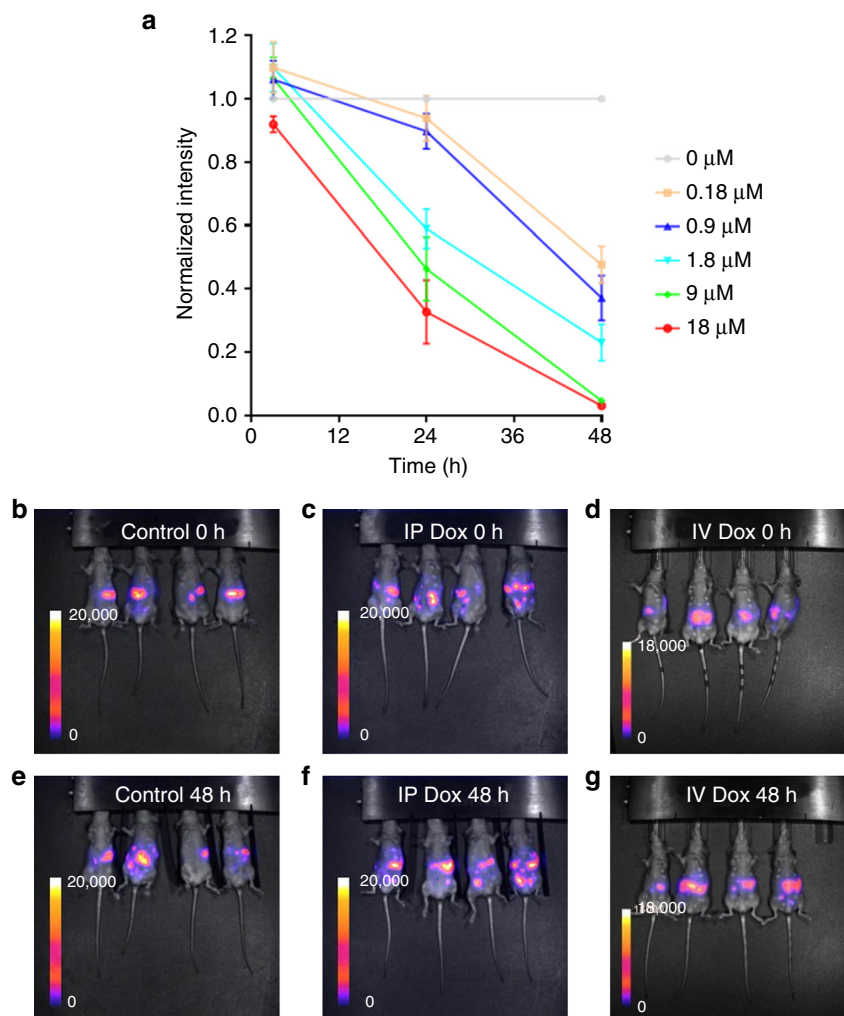 a
1.2
1.0
0.8
0.6
0.4
0.2
0.0
Normalized intensity
0 12 24 36 48
Time (h)
0 μM
0.18 μM
0.9 μM
1.8 μM
9 μM
18 μM
b
Control 0 h
20,000
0
c
IP Dox 0 h
20,000
0
d
IV Dox 0 h
18,000
0
e
Control 48 h
20,000
0
f
IP Dox 48 h
20,000
0
g
IV Dox 48 h
18,000
0